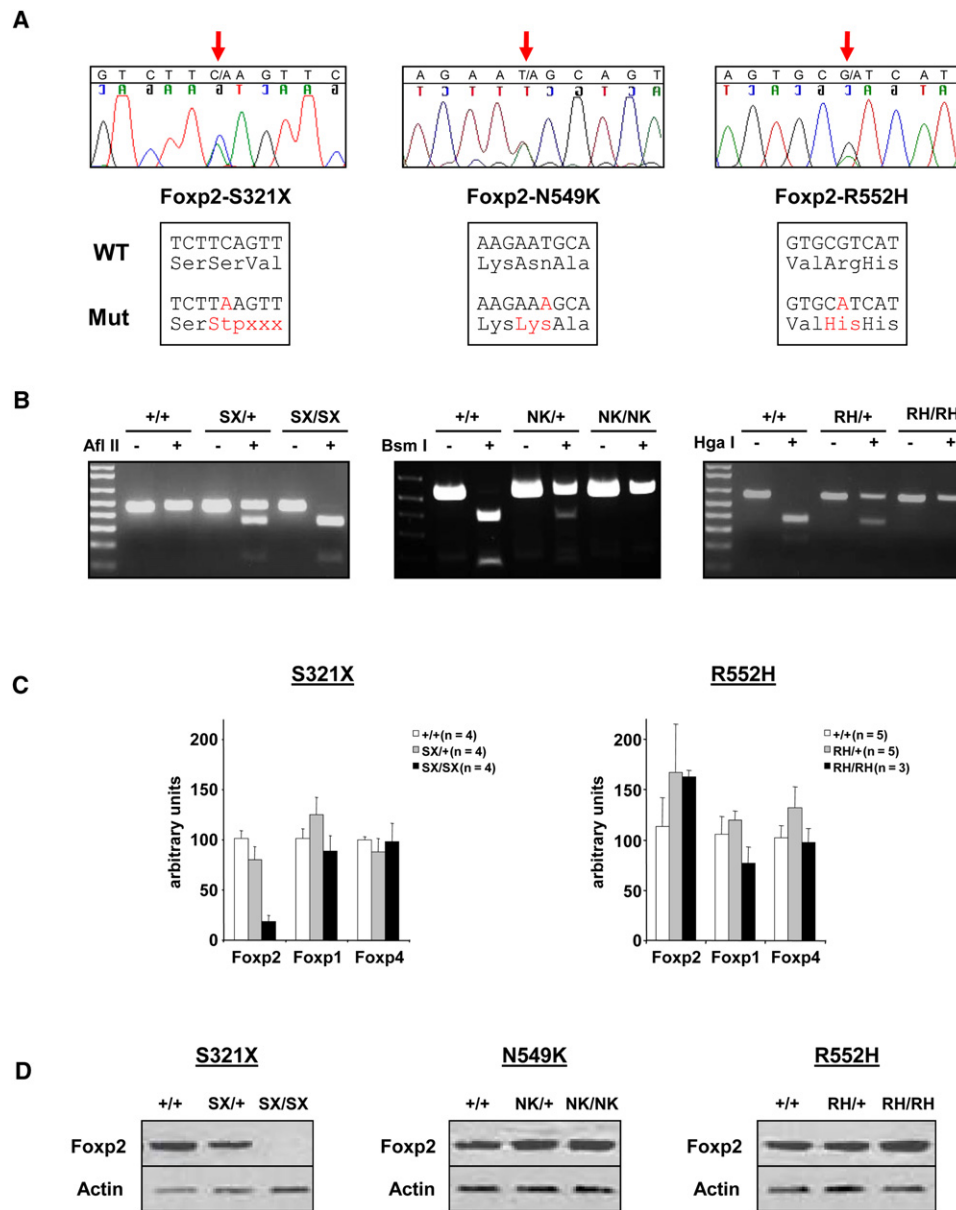 A
G T C T T C/A A G T T C
A G A A T/A G C A G T
A G T G C G/A T C A T
Foxp2-S321X
Foxp2-N549K
Foxp2-R552H
WT
TCTTCAGTT
SerSerVal
AAGAATGCA
LysAsnAla
GTGCGTCAT
ValArgHis
Mut
TCTTAAGTT
SerStpxxx
AAGAAAGCA
LysLysAla
GTGCATCAT
ValHisHis
B
+/+ SX/+ SX/SX
Afl II - + - + - +
+/+ NK/+ NK/NK
Bsm I - + - + - +
+/+ RH/+ RH/RH
Hga I - + - + - +
C
S321X
200
150
100
50
0
arbitrary units
+/+(n = 4)
SX/+(n = 4)
SX/SX(n = 4)
Foxp2 Foxp1 Foxp4
R552H
200
150
100
50
0
arbitrary units
+/+(n = 5)
RH/+(n = 5)
RH/RH(n = 3)
Foxp2 Foxp1 Foxp4
D
S321X
+/+ SX/+ SX/SX
Foxp2
Actin
N549K
+/+ NK/+ NK/NK
R552H
+/+ RH/+ RH/RH
Foxp2
Actin